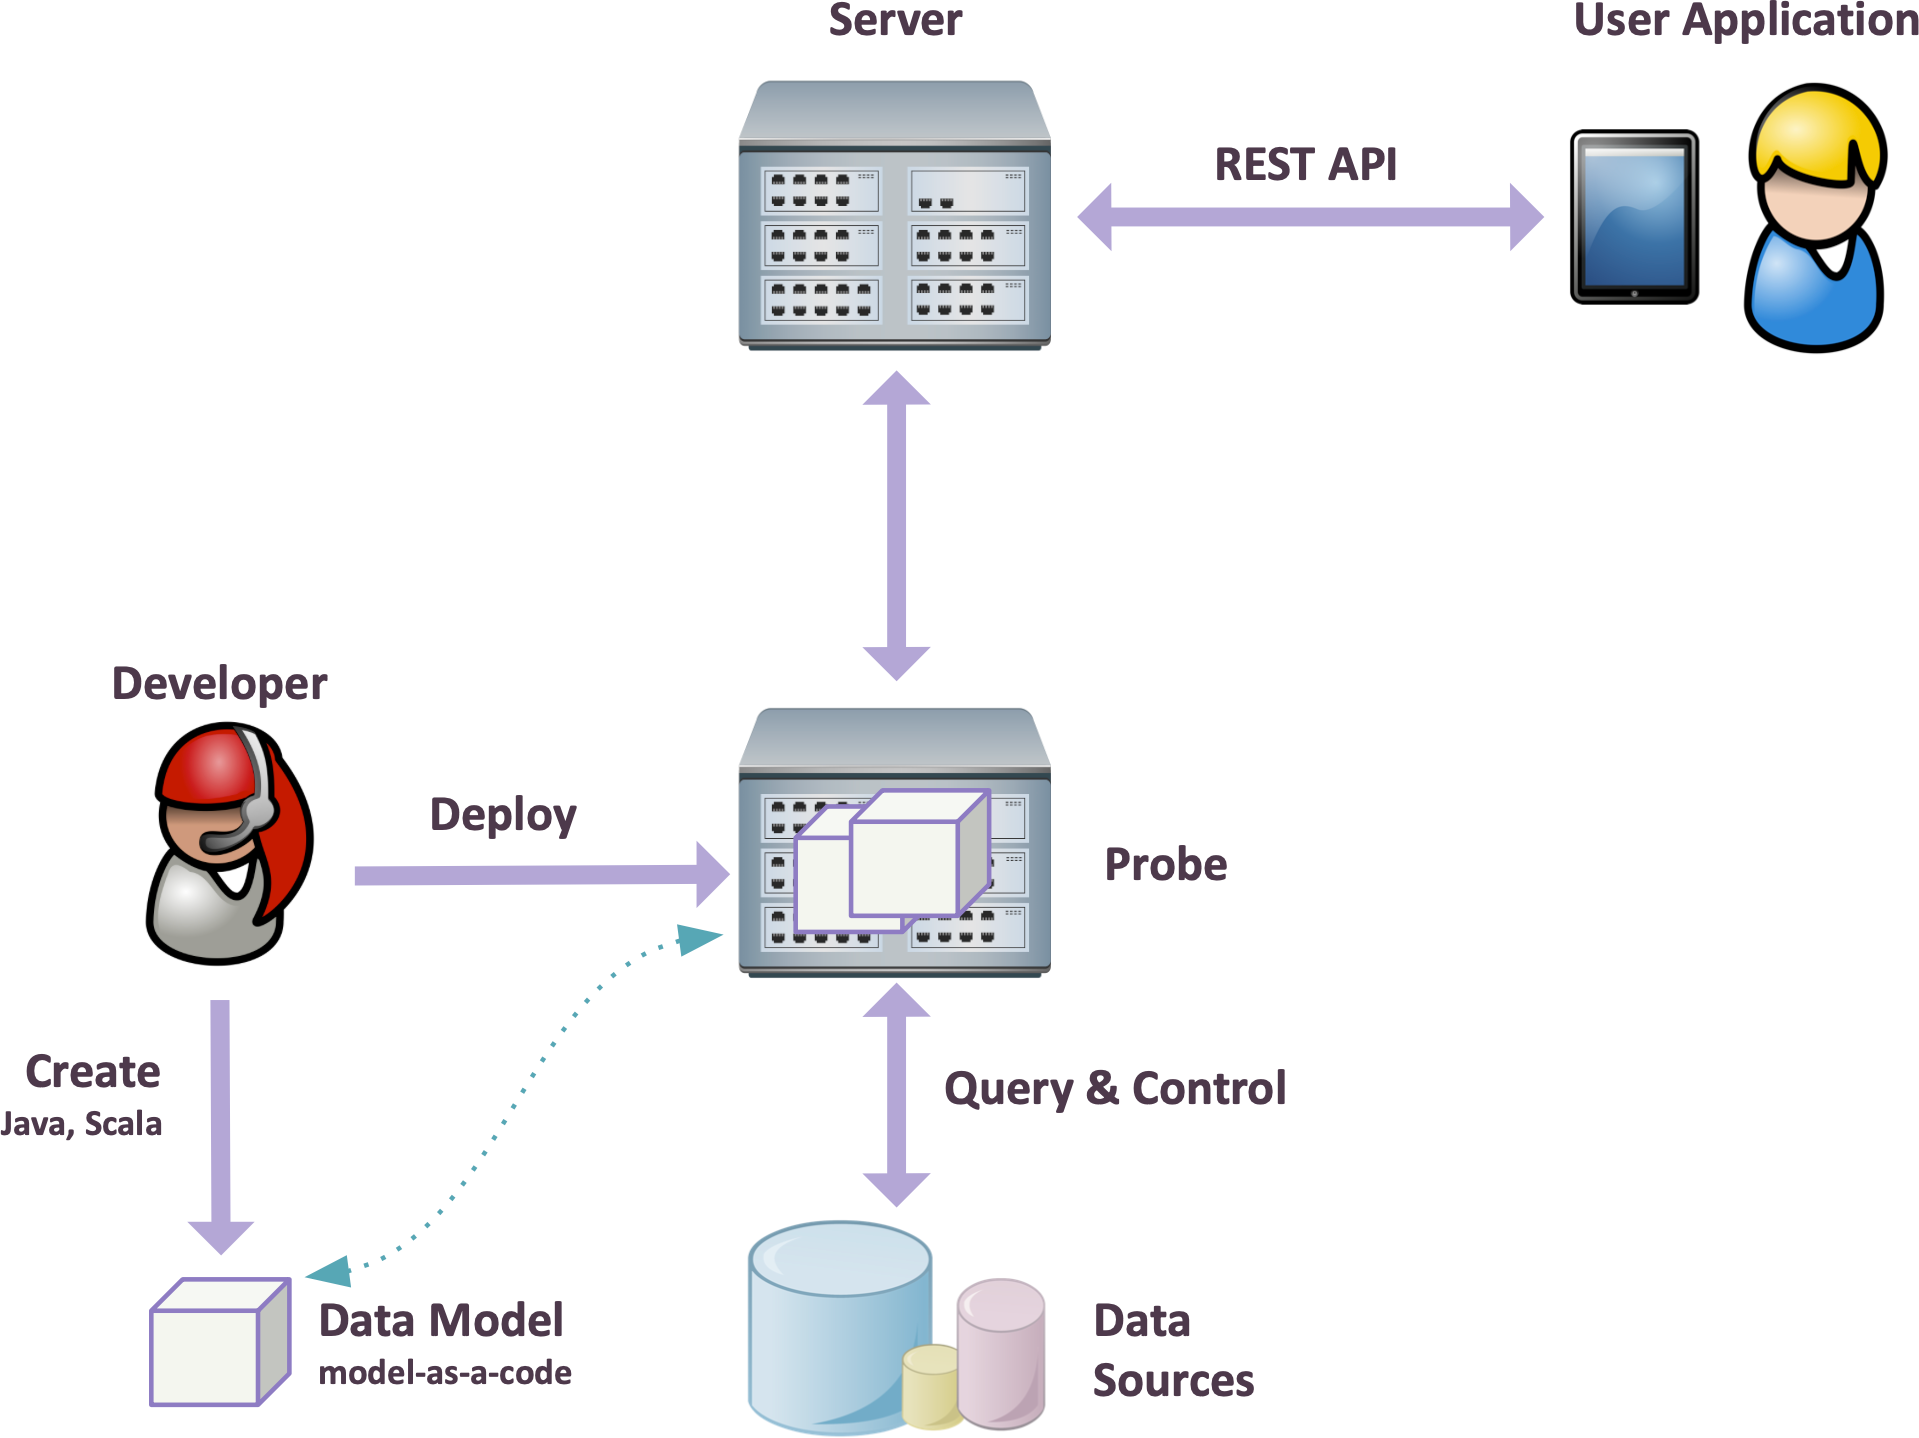 Server
User Application
REST API
Developer
Deploy
Probe
Create
Java, Scala
Query & Control
Data Model
model-as-a-code
Data
Sources